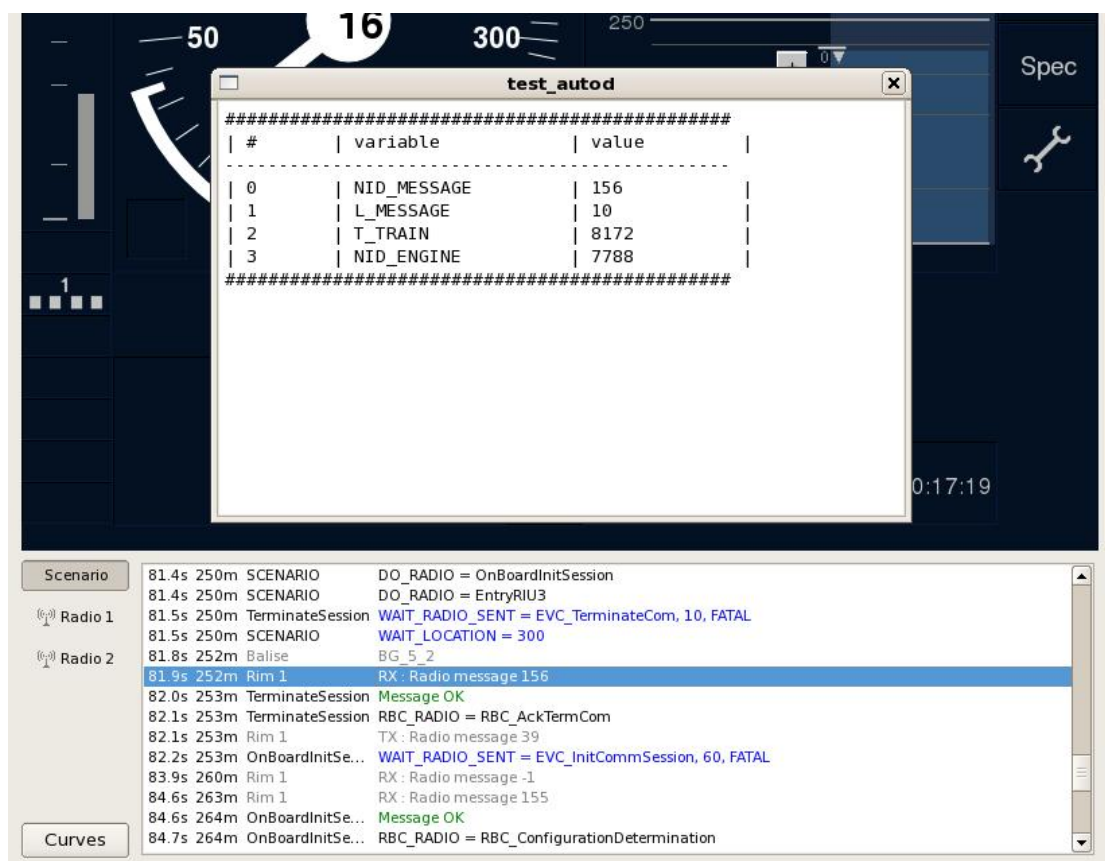 50
16
300
250
0
Spec
test_autod
###############################################
| # | variable | value |
- - - - - - - - - - - - - - - - - - - - - - - - - - - - - - - - - - - - - - - - - - - - - - -
| 0 | NID_MESSAGE | 156 |
| 1 | L_MESSAGE | 10 |
| 2 | T_TRAIN | 8172 |
| 3 | NID_ENGINE | 7788 |
###############################################
1
0:17:19
Scenario
Radio 1
Radio 2
Curves
81.4s 250m SCENARIO DO_RADIO = OnBoardInitSession
81.4s 250m SCENARIO DO_RADIO = EntryRIU3
81.5s 250m TerminateSession WAIT_RADIO_SENT = EVC_TerminateCom, 10, FATAL
81.5s 250m SCENARIO WAIT_LOCATION = 300
81.8s 252m Balise BG_5_2
81.9s 252m Rim 1 RX : Radio message 156
82.0s 253m TerminateSession Message OK
82.1s 253m TerminateSession RBC_RADIO = RBC_AckTermCom
82.1s 253m Rim 1 TX : Radio message 39
82.2s 253m OnBoardInitSe... WAIT_RADIO_SENT = EVC_InitCommSession, 60, FATAL
83.9s 260m Rim 1 RX : Radio message -1
84.6s 263m Rim 1 RX : Radio message 155
84.6s 264m OnBoardInitSe... Message OK
84.7s 264m OnBoardInitSe... RBC_RADIO = RBC_ConfigurationDetermination